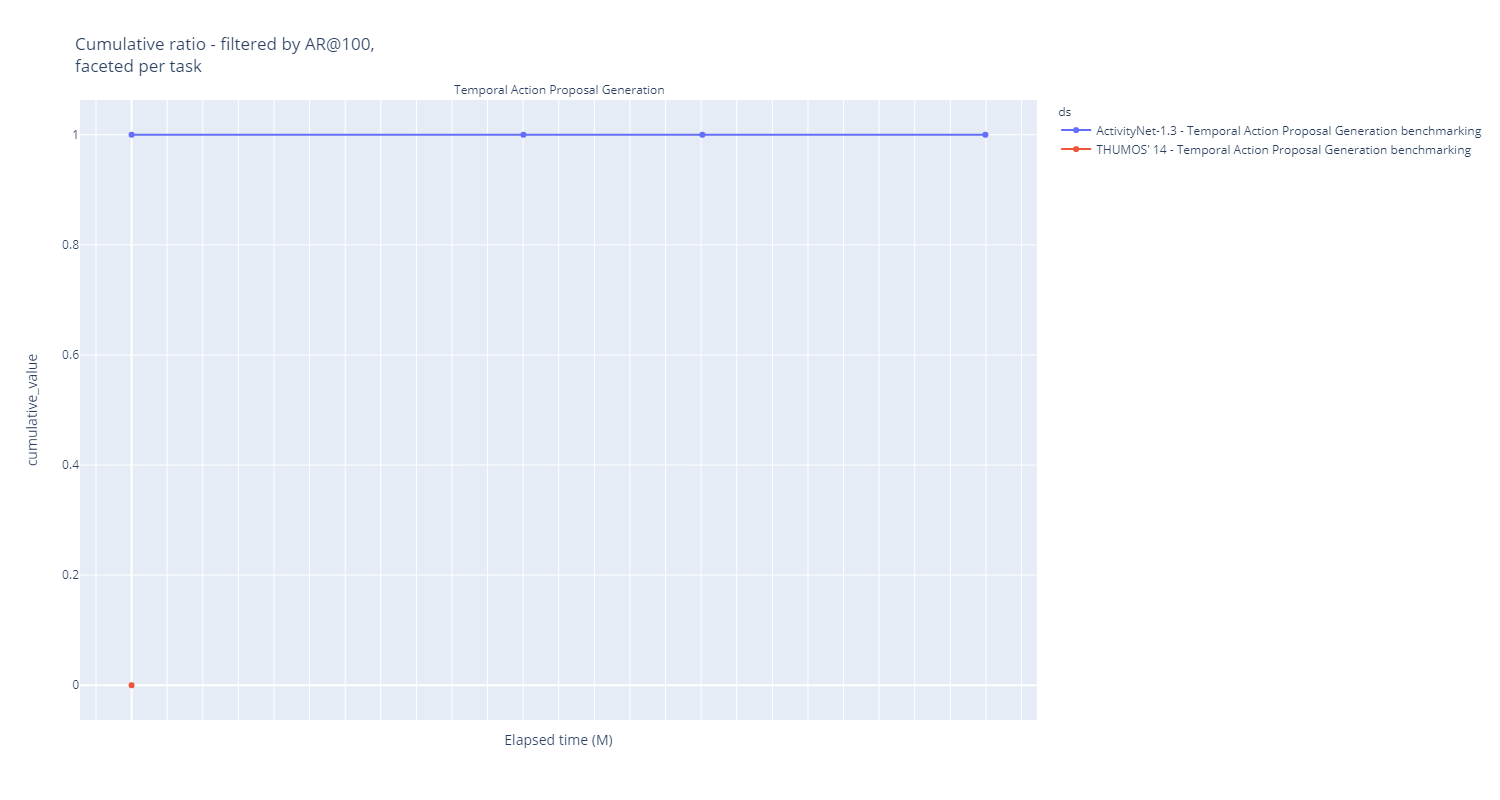 Cumulative ratio - filtered by AR@100,
faceted per task
Temporal Action Proposal Generation
ds
ActivityNet-1.3 - Temporal Action Proposal Generation benchmarking
THUMOS' 14 - Temporal Action Proposal Generation benchmarking
1
0.8
0.6
0.4
0.2
0
cumulative_value
Elapsed time (M)